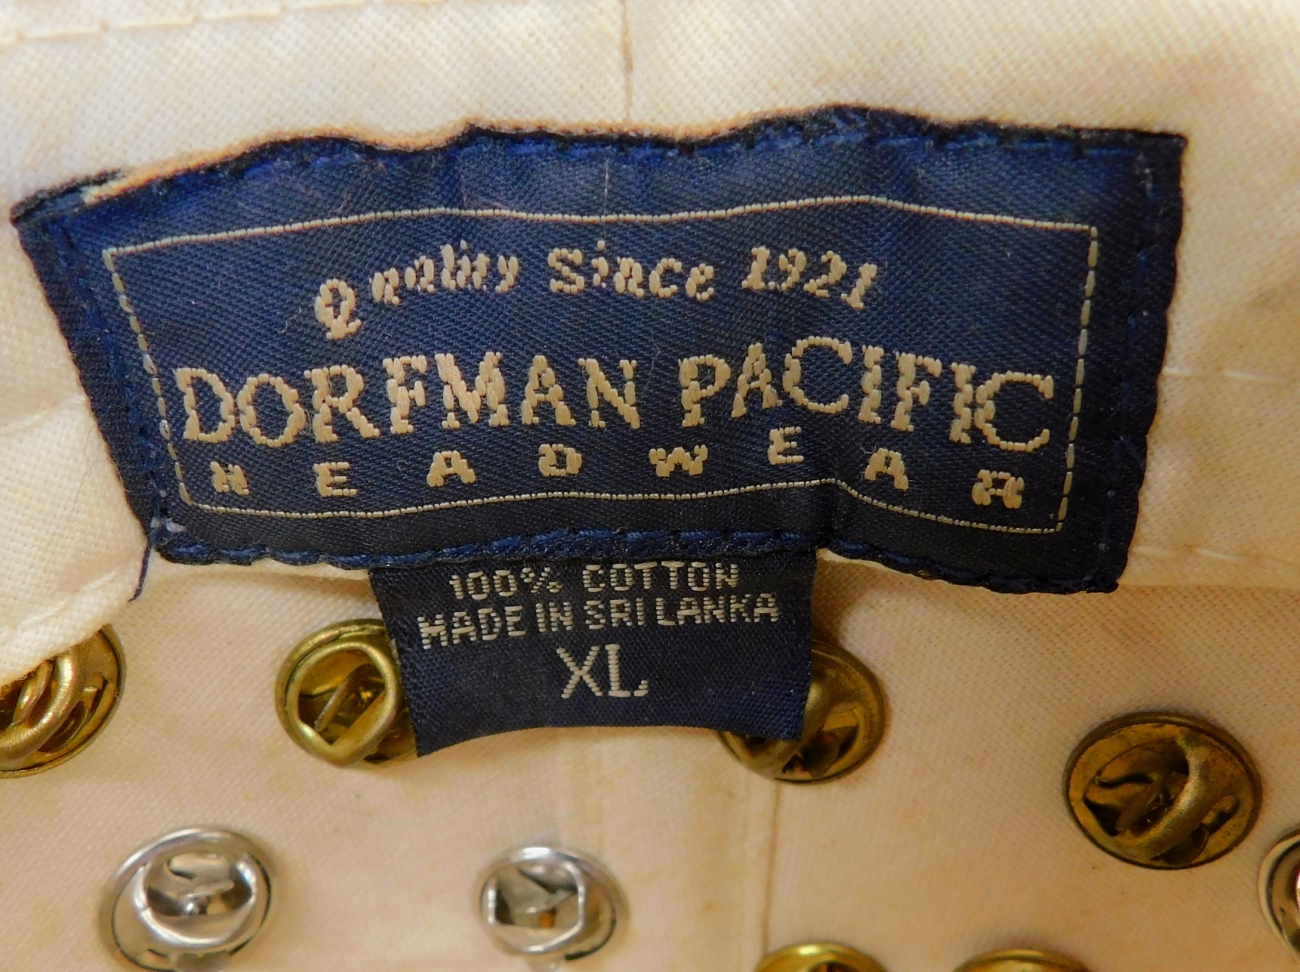 Quality Since 1921
DORFMAN PACIFIC
HEADWEAR
100% COTTON
MADE IN SRI LANKA
XL